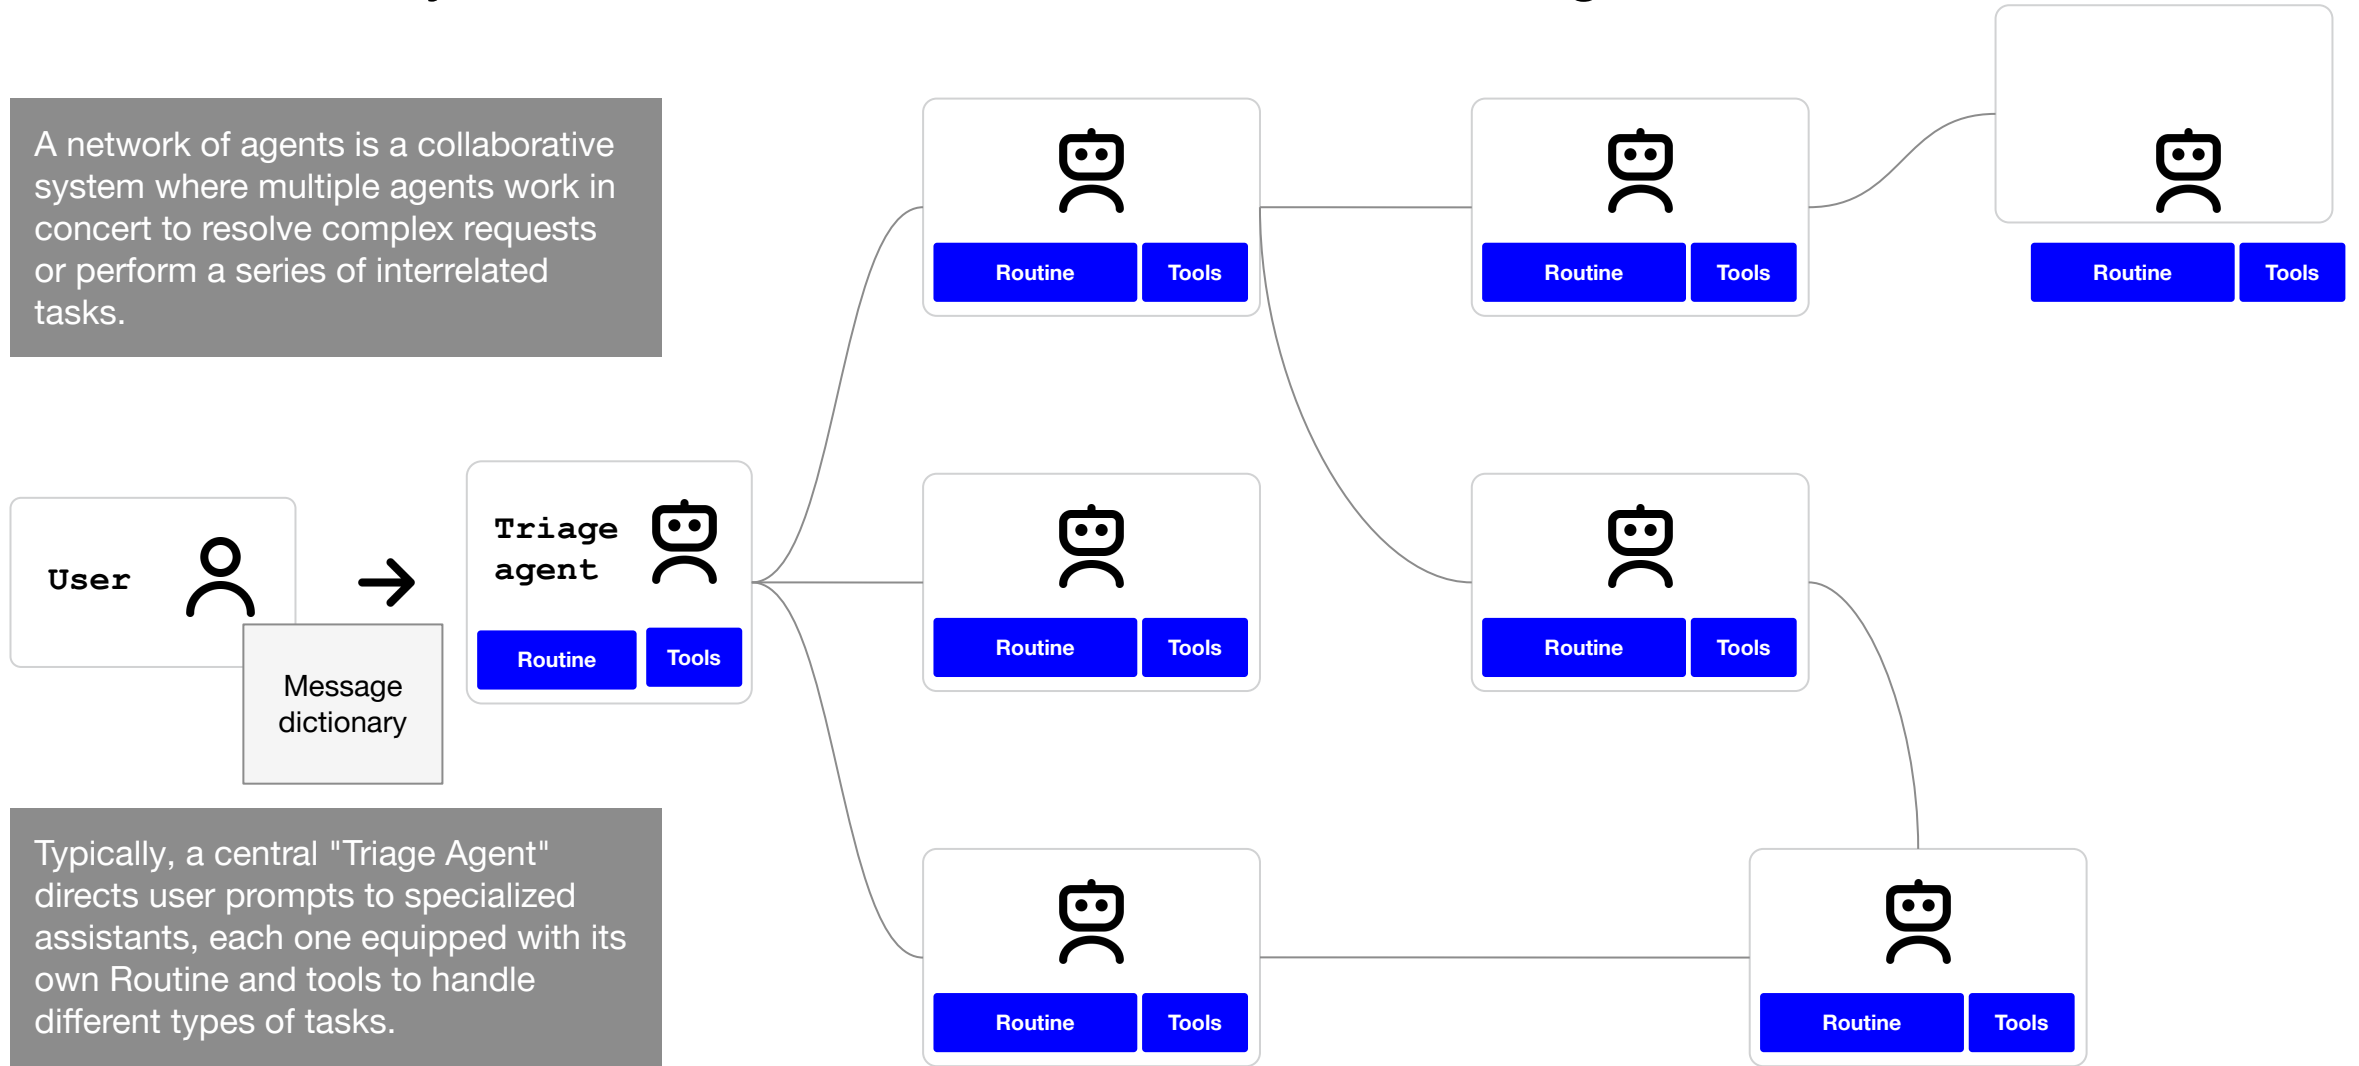 A network of agents is a collaborative
system where multiple agents work in
concert to resolve complex requests
or perform a series of interrelated
tasks.
Routine
Tools
Routine
Tools
Routine
Tools
User
Message
dictionary
Triage
agent
Routine
Tools
Routine
Tools
Routine
Tools
Typically, a central "Triage Agent"
directs user prompts to specialized
assistants, each one equipped with its
own Routine and tools to handle
different types of tasks.
Routine
Tools
Routine
Tools